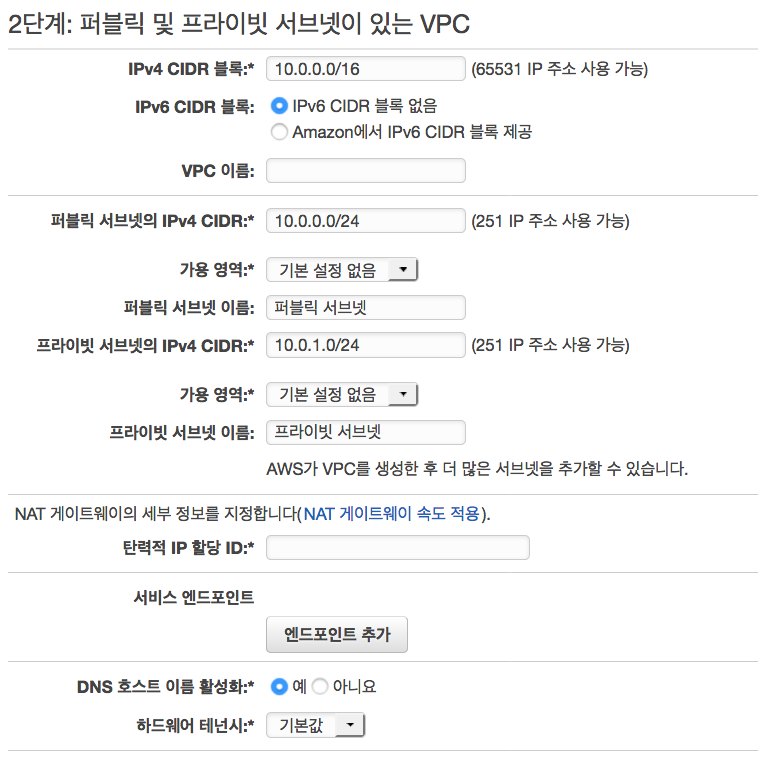 2단계: 퍼블릭 및 프라이빗 서브넷이 있는 VPC
IPv4 CIDR 블록:* 10.0.0.0/16 (65531 IP 주소 사용 가능)
IPv6 CIDR 블록: IPv6 CIDR 블록 없음
Amazon에서 IPv6 CIDR 블록 제공
VPC 이름:
퍼블릭 서브넷의 IPv4 CIDR:* 10.0.0.0/24 (251 IP 주소 사용 가능)
가용 영역:* 기본 설정 없음
퍼블릭 서브넷 이름: 퍼블릭 서브넷
프라이빗 서브넷의 IPv4 CIDR:* 10.0.1.0/24 (251 IP 주소 사용 가능)
가용 영역:* 기본 설정 없음
프라이빗 서브넷 이름: 프라이빗 서브넷
AWS가 VPC를 생성한 후 더 많은 서브넷을 추가할 수 있습니다.
NAT 게이트웨이의 세부 정보를 지정합니다(NAT 게이트웨이 속도 적용).
탄력적 IP 할당 ID:*
서비스 엔드포인트
엔드포인트 추가
DNS 호스트 이름 활성화:* 예 아니요
하드웨어 테넌시:* 기본값